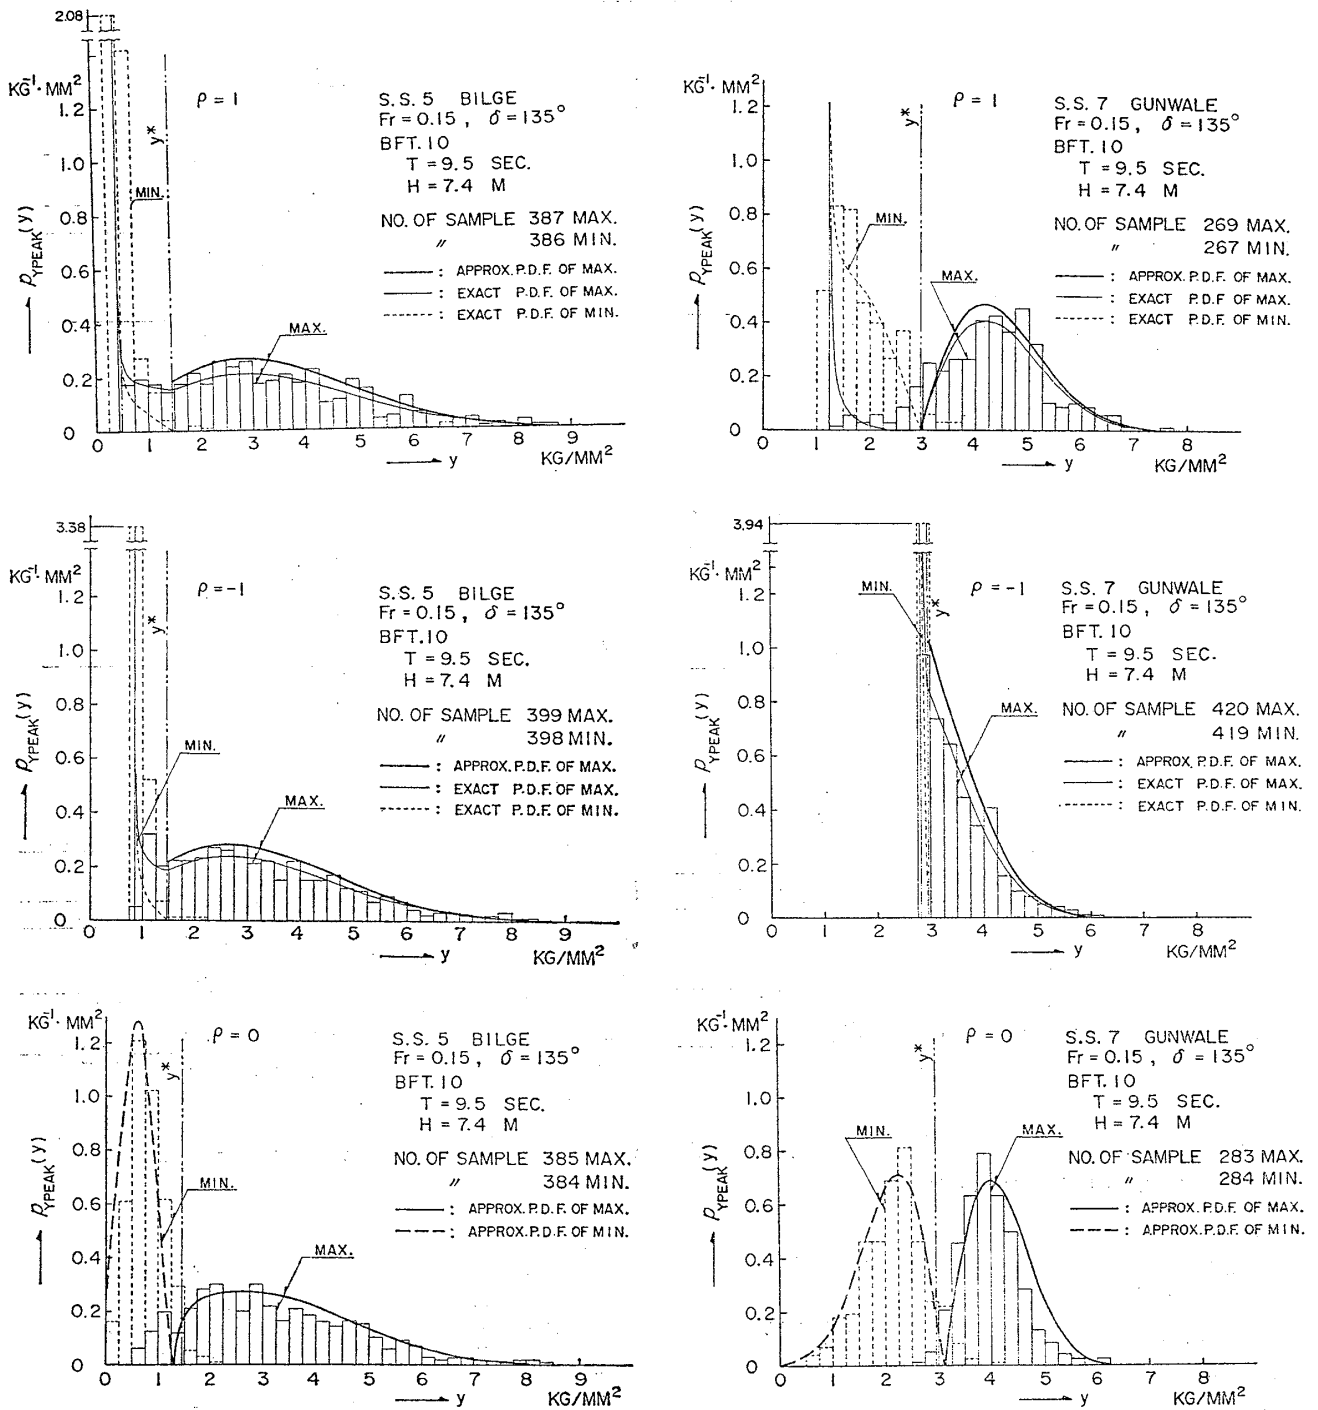 2.08
KG⁻¹·MM²
1.2
1.0
0.8
0.6
0.4
0.2
0
ρ = 1
y*
MIN.
MAX.
S.S. 5 BILGE
Fr = 0.15, δ = 135°
BFT. 10
T = 9.5 SEC.
H = 7.4 M
NO. OF SAMPLE 387 MAX.
〃 386 MIN.
: APPROX. P.D.F. OF MAX.
: EXACT P.D.F. OF MAX.
: EXACT P.D.F. OF MIN.
p YPEAK (y)
0 1 2 3 4 5 6 7 8 9
y KG/MM²
KG⁻¹·MM²
1.2
1.0
0.8
0.6
0.4
0.2
0
ρ = 1
y*
MIN.
MAX.
S.S. 7 GUNWALE
Fr = 0.15, δ = 135°
BFT. 10
T = 9.5 SEC.
H = 7.4 M
NO. OF SAMPLE 269 MAX.
〃 267 MIN.
: APPROX. P.D.F. OF MAX.
: EXACT P.D.F. OF MAX.
: EXACT P.D.F. OF MIN.
p YPEAK (y)
0 1 2 3 4 5 6 7 8
y KG/MM²
3.38
KG⁻¹·MM²
1.2
1.0
0.8
0.6
0.4
0.2
0
ρ = -1
y*
MIN.
MAX.
S.S. 5 BILGE
Fr = 0.15, δ = 135°
BFT. 10
T = 9.5 SEC.
H = 7.4 M
NO. OF SAMPLE 399 MAX.
〃 398 MIN.
: APPROX. P.D.F. OF MAX.
: EXACT P.D.F. OF MAX.
: EXACT P.D.F. OF MIN.
p YPEAK (y)
0 1 2 3 4 5 6 7 8 9
y KG/MM²
3.94
KG⁻¹·MM²
1.2
1.0
0.8
0.6
0.4
0.2
0
ρ = -1
y*
MIN.
MAX.
S.S. 7 GUNWALE
Fr = 0.15, δ = 135°
BFT. 10
T = 9.5 SEC.
H = 7.4 M
NO. OF SAMPLE 420 MAX.
〃 419 MIN.
: APPROX. P.D.F. OF MAX.
: EXACT P.D.F. OF MAX.
: EXACT P.D.F. OF MIN.
p YPEAK (y)
0 1 2 3 4 5 6 7 8
y KG/MM²
KG⁻¹·MM²
1.2
1.0
0.8
0.6
0.4
0.2
0
ρ = 0
y*
MIN.
MAX.
S.S. 5 BILGE
Fr = 0.15, δ = 135°
BFT. 10
T = 9.5 SEC.
H = 7.4 M
NO. OF SAMPLE 385 MAX.
〃 384 MIN.
: APPROX. P.D.F. OF MAX.
: APPROX. P.D.F. OF MIN.
p YPEAK (y)
0 1 2 3 4 5 6 7 8 9
y KG/MM²
KG⁻¹·MM²
1.2
1.0
0.8
0.6
0.4
0.2
0
ρ = 0
y*
MIN.
MAX.
S.S. 7 GUNWALE
Fr = 0.15, δ = 135°
BFT. 10
T = 9.5 SEC.
H = 7.4 M
NO. OF SAMPLE 283 MAX.
〃 284 MIN.
: APPROX. P.D.F. OF MAX.
: APPROX. P.D.F. OF MIN.
p YPEAK (y)
0 1 2 3 4 5 6 7 8
y KG/MM²